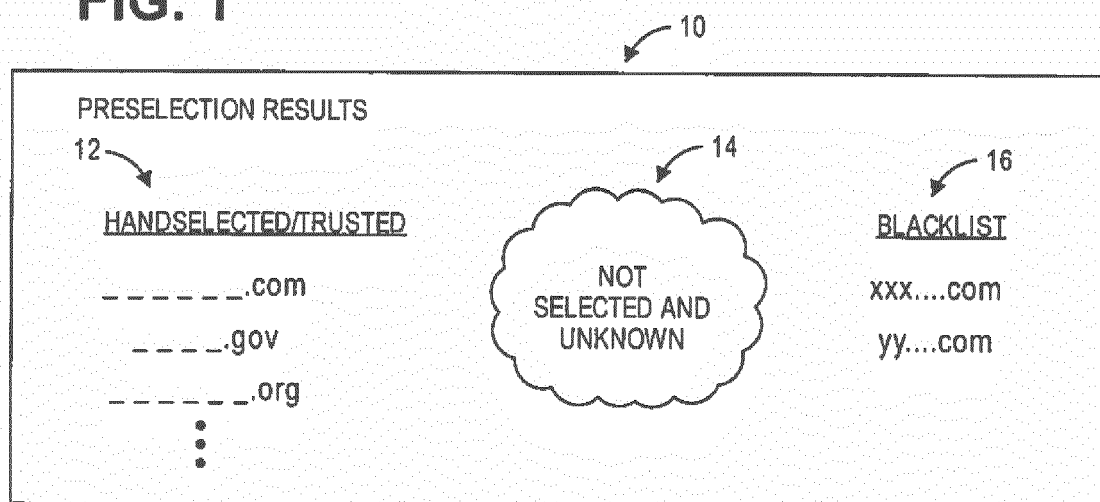 FIG. 1
10
PRESELECTION RESULTS
12
14
16
HANDSELECTED/TRUSTED
BLACKLIST
_ _ _ _ _ _.com
_ _ _ _.gov
_ _ _ _ _ _.org
NOT
SELECTED AND
UNKNOWN
xxx....com
yy....com